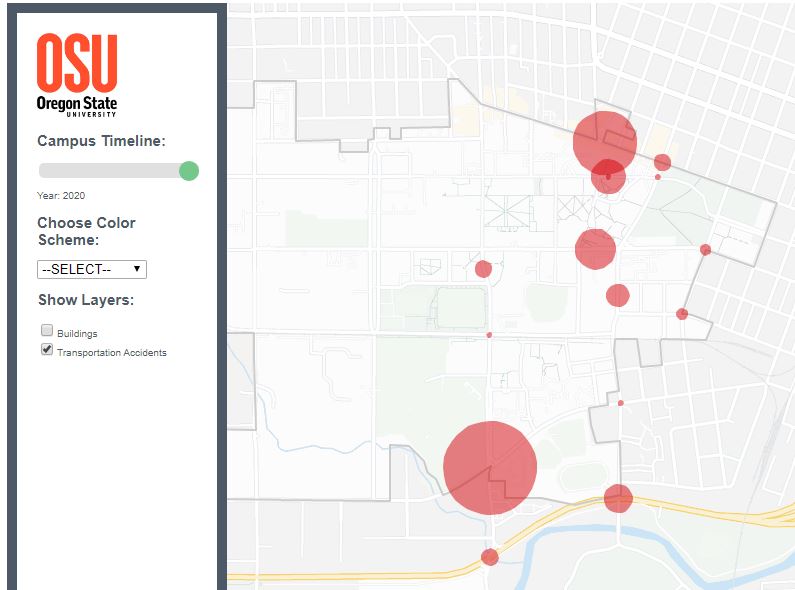 OSU
Oregon State
UNIVERSITY
Campus Timeline:
Year: 2020
Choose Color
Scheme:
--SELECT--
Show Layers:
Buildings
Transportation Accidents